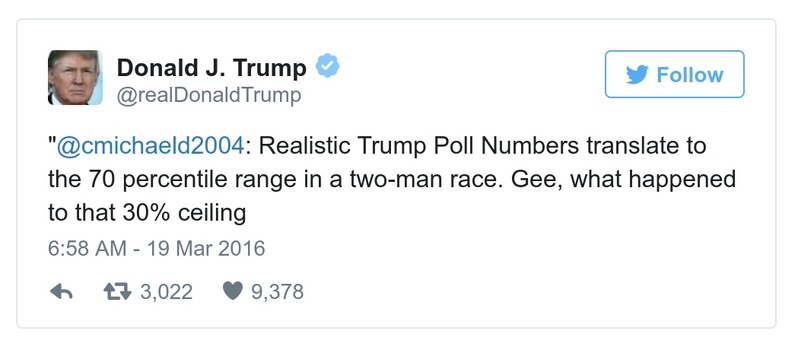 Donald J. Trump
@realDonaldTrump
Follow
"@cmichaeld2004: Realistic Trump Poll Numbers translate to
the 70 percentile range in a two-man race. Gee, what happened
to that 30% ceiling
6:58 AM - 19 Mar 2016
3,022 9,378